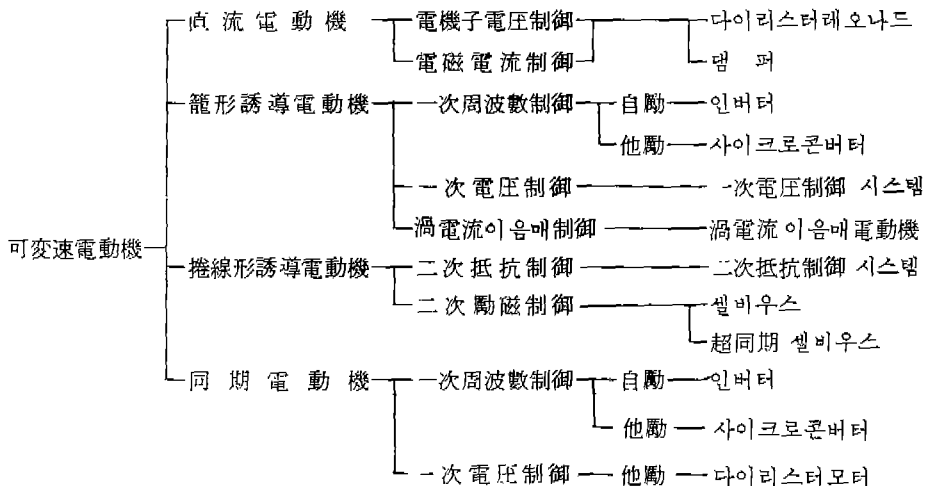 直流電動機 電機子電圧制御 다이리스터레오나드
電磁電流制御 댐퍼
籠形誘導電動機 一次周波數制御 自勵 인버터
他勵 사이크로콘버터
一次電圧制御 一次電圧制御 시스템
渦電流이음매制御 渦電流이음매電動機
可変速電動機
捲線形誘導電動機 二次抵抗制御 二次抵抗制御 시스템
二次勵磁制御 셀비우스
超同期 셀비우스
同期電動機 一次周波數制御 自勵 인버터
他勵 사이크로콘버터
一次電圧制御 他勵 다이리스터모터